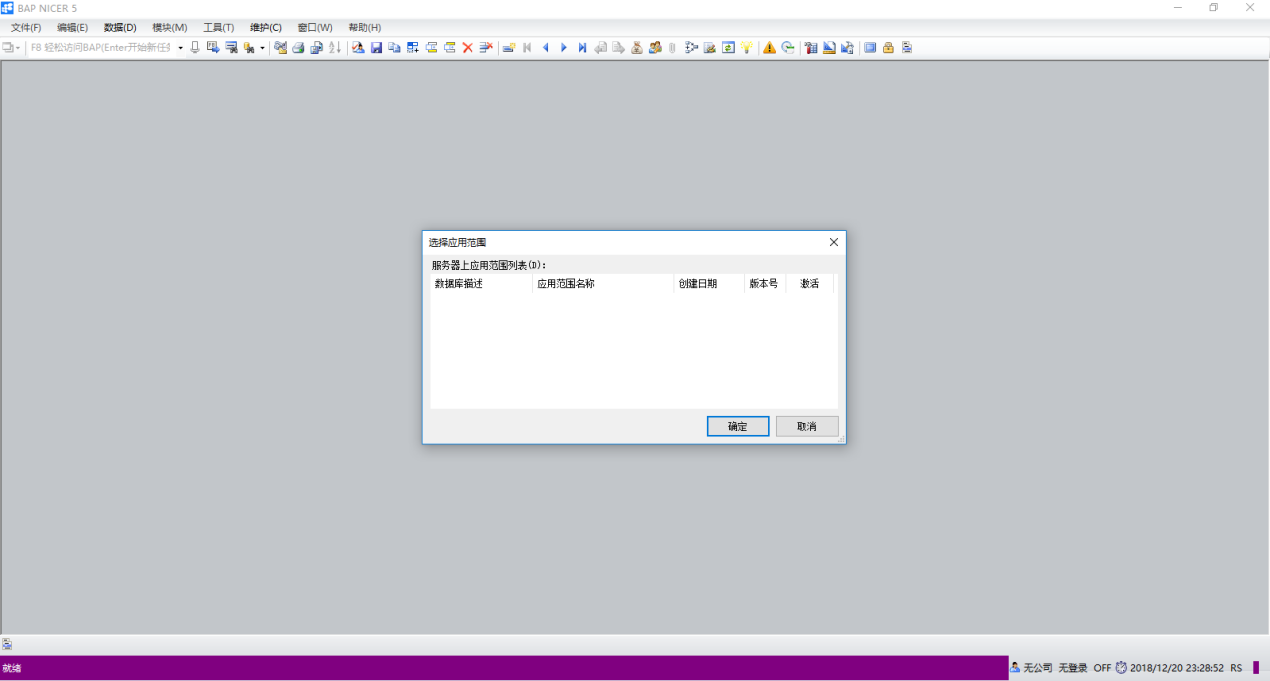 BAP NICER 5
文件(F) 编辑(E) 数据(D) 模块(M) 工具(T) 维护(C) 窗口(W) 帮助(H)
F8 轻松访问BAP(Enter开始新任务
选择应用范围
服务器上应用范围列表(D):
数据库描述 应用范围名称 创建日期 版本号 激活
确定 取消
就绪 无公司 无登录 OFF 2018/12/20 23:28:52 RS